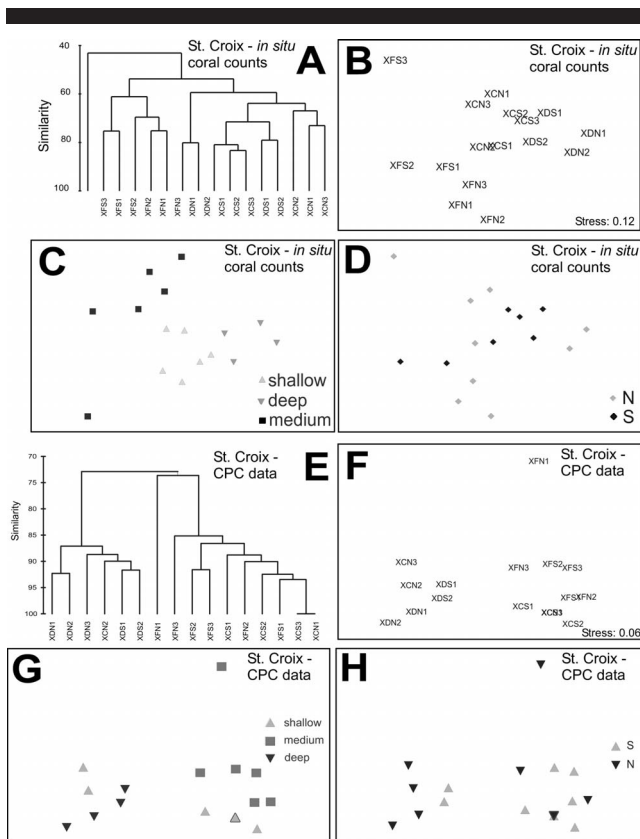 St. Croix - in situ
coral counts
A
Similarity
40
60
80
100
XFS3
XFS1
XFS2
XFN2
XFN1
XFN3
XDN1
XDN2
XCS1
XCS2
XCS3
XDS1
XDS2
XCN2
XCN1
XCN3
B
St. Croix - in situ
coral counts
XFS3
XCN1
XCN3
XCS2
XDS1
XCS3
XDN1
XCN2
XCS1
XDS2
XDN2
XFS2
XFS1
XFN3
XFN1
XFN2
Stress: 0.12
C
St. Croix - in situ
coral counts
shallow
deep
medium
D
St. Croix - in situ
coral counts
N
S
St. Croix -
CPC data
E
Similarity
70
75
80
85
90
95
100
XDN1
XDN2
XDN3
XCN2
XDS1
XDS2
XFN1
XFN3
XFS2
XFS3
XCS1
XFN2
XCS2
XFS1
XCS3
XCN1
F
St. Croix -
CPC data
XFN1
XCN3
XFN3
XFS2
XFS3
XCN2
XDS1
XDS2
XFS1
XFN2
XDN1
XCS1
XDN2
XCS2
Stress: 0.06
G
St. Croix -
CPC data
shallow
medium
deep
H
St. Croix -
CPC data
S
N